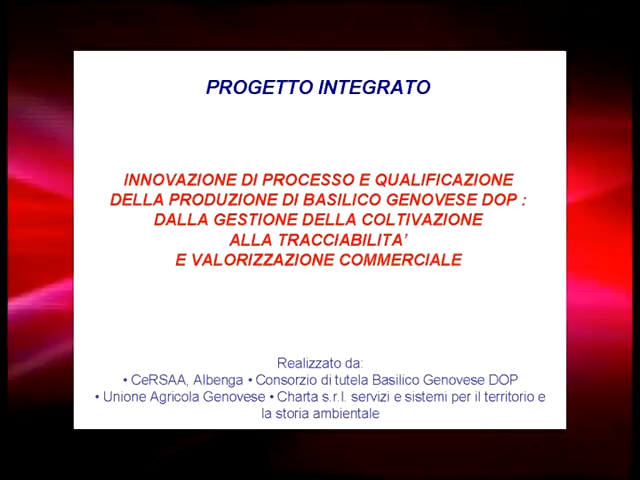 PROGETTO INTEGRATO
INNOVAZIONE DI PROCESSO E QUALIFICAZIONE
DELLA PRODUZIONE DI BASILICO GENOVESE DOP :
DALLA GESTIONE DELLA COLTIVAZIONE
ALLA TRACCIABILITA'
E VALORIZZAZIONE COMMERCIALE
Realizzato da:
• CeRSAA, Albenga • Consorzio di tutela Basilico Genovese DOP
• Unione Agricola Genovese • Charta s.r.l. servizi e sistemi per il territorio e
la storia ambientale